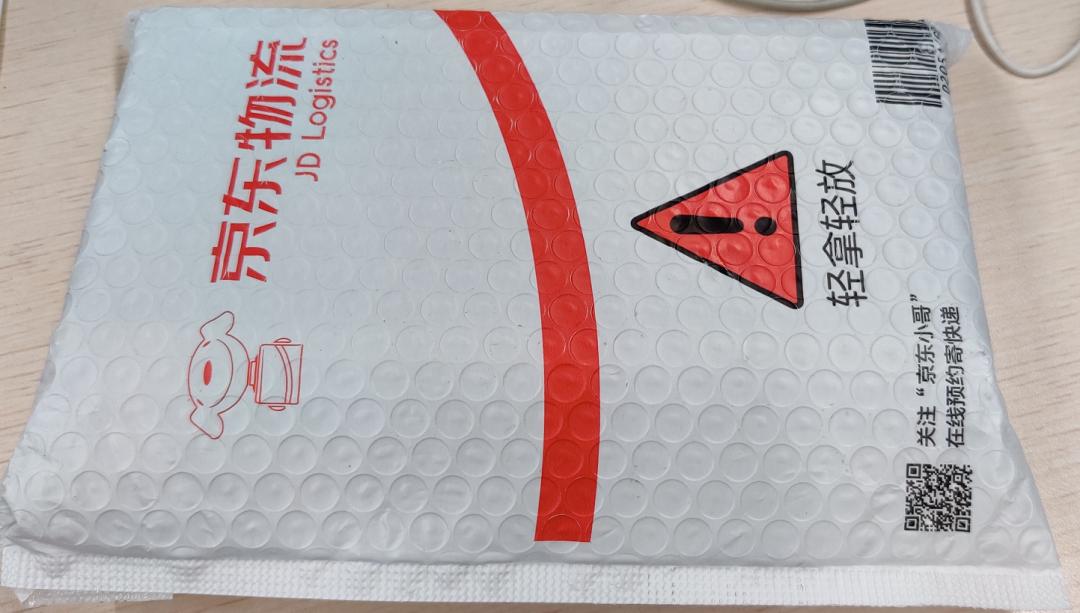 京东物流
JD Logistics
轻拿轻放
关注“京东小哥”
在线预约寄快递